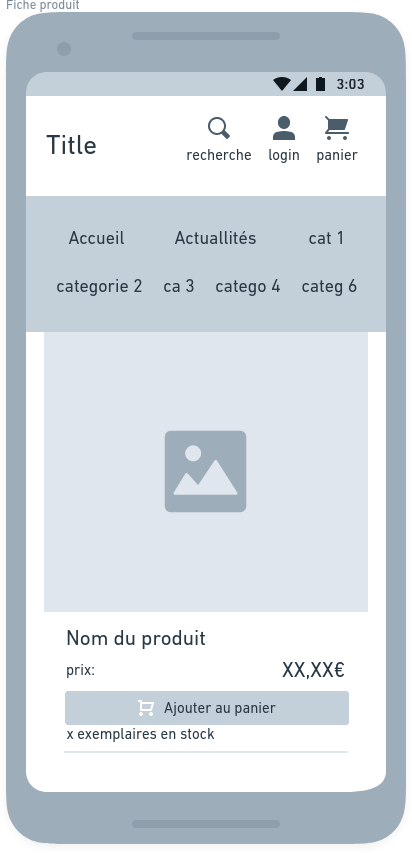 Fiche produit
3:03
Title
recherche login panier
Accueil Actuallités cat 1
categorie 2 ca 3 catego 4 categ 6
Nom du produit
prix: XX,XX€
Ajouter au panier
x exemplaires en stock